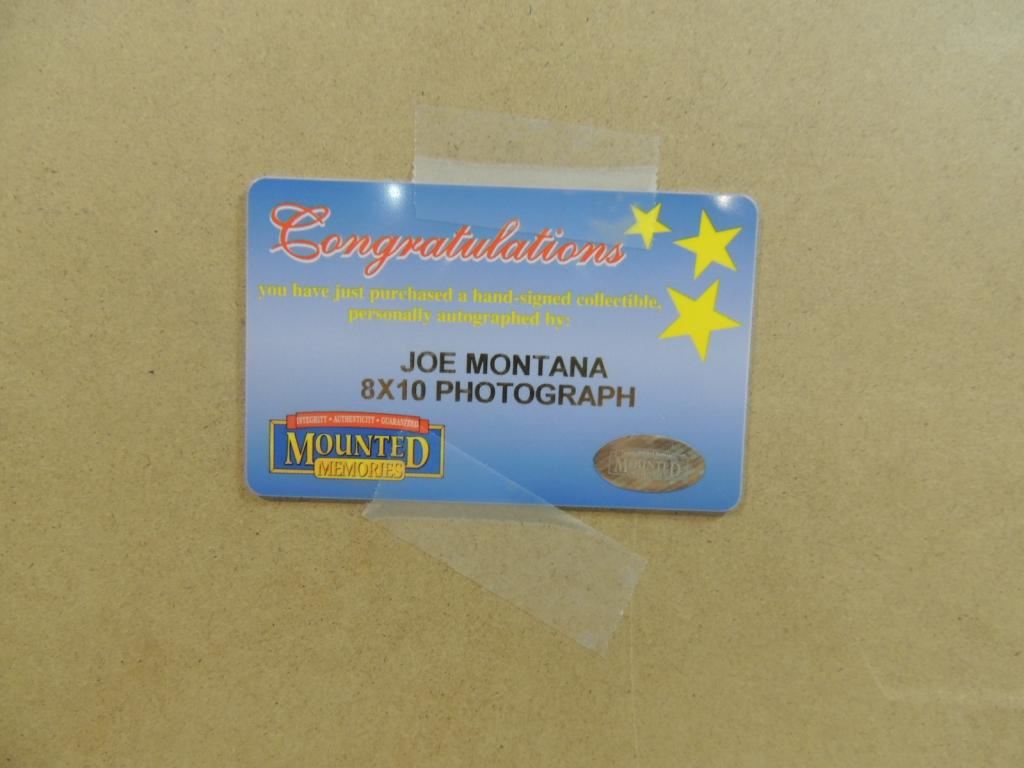 Congratulations
you have just purchased a hand-signed collectible,
personally autographed by:
JOE MONTANA
8X10 PHOTOGRAPH
INTEGRITY • AUTHENTICITY • GUARANTEED
MOUNTED
MEMORIES
MOUNTED